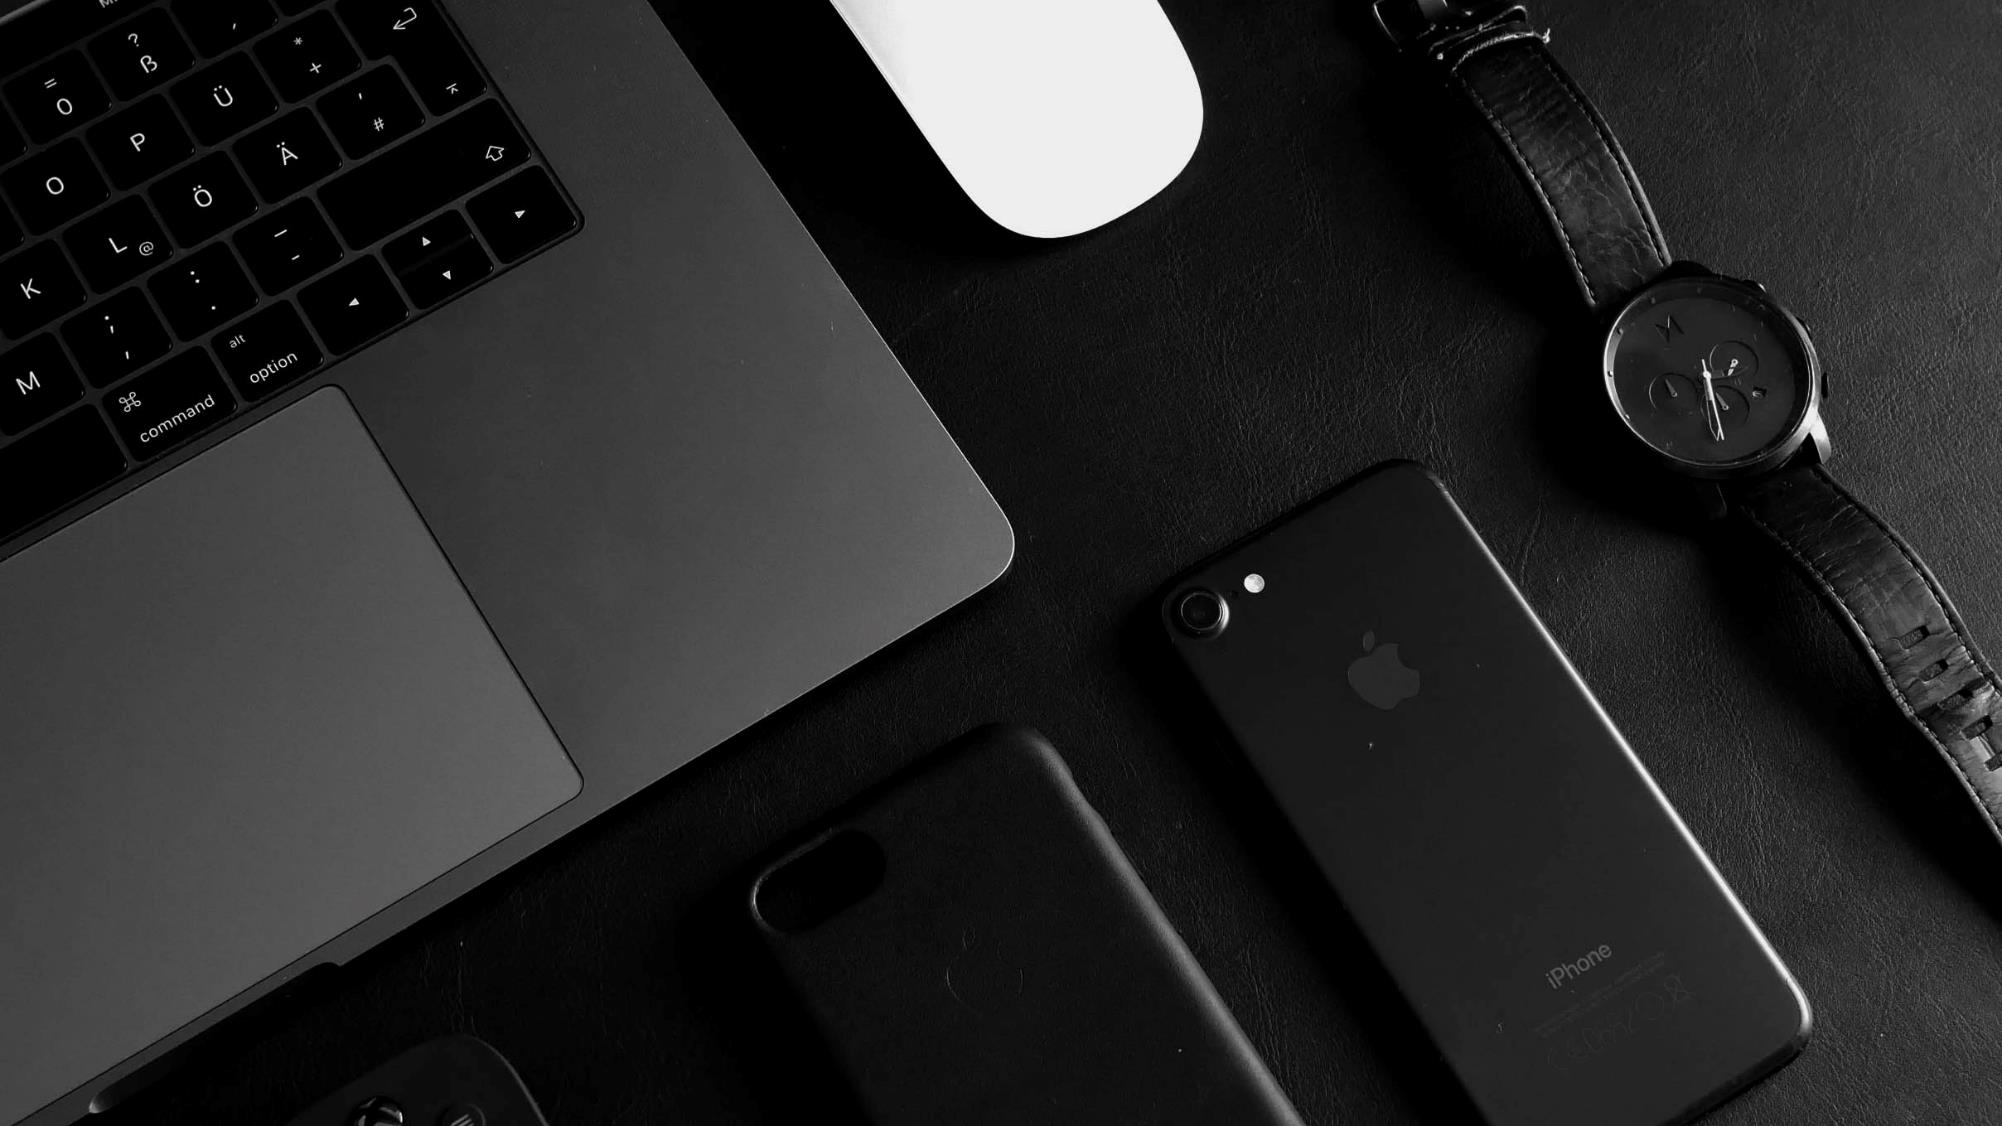 ?
ß
=
0
*
+
Ü
P
O
'
#
Ä
Ö
L @
K
:
.
_
-
;
,
M
alt
option
⌘
command
M
iPhone